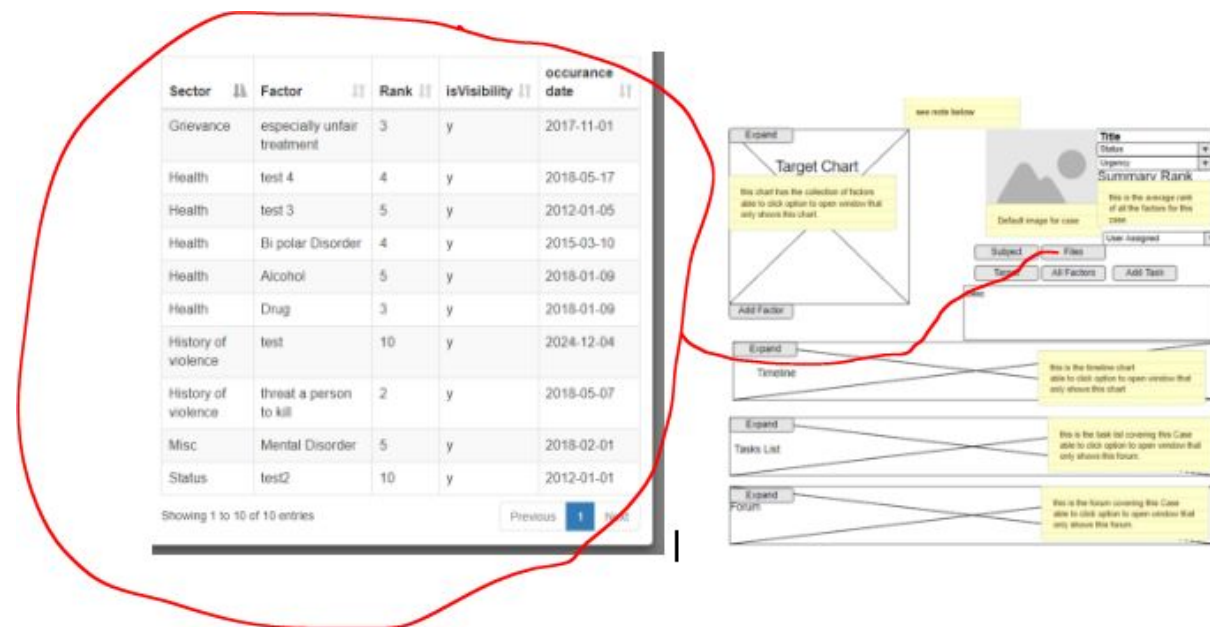 Sector Factor Rank isVisibility occurance
date
Grievance especially unfair 3 y 2017-11-01
treatment
Health test 4 4 y 2018-05-17
Health test 3 5 y 2012-01-05
Health Bi polar Disorder 4 y 2015-03-10
Health Alcohol 5 y 2018-01-09
Health Drug 3 y 2018-01-09
History of test 10 y 2024-12-04
violence
History of threat a person 2 y 2018-05-07
violence to kill
Misc Mental Disorder 5 y 2018-02-01
Status test2 10 y 2012-01-01
Showing 1 to 10 of 10 entries
Previous 1 Next
see note below
Expand
Target Chart
this chart has the collection of factors
able to click option to open window that
only shows this chart.
Add Factor
Title
Status
Urgency
Summary Rank
this is the average rank
of all the factors for this
case
Default image for case
User Assigned
Subject Files
Target All Factors Add Task
Expand
Timeline
this is the timeline chart
able to click option to open window that
only shows this chart
Expand
Tasks List
this is the task list covering this Case
able to click option to open window that
only shows this forum.
Expand
Forum
this is the forum covering this Case
able to click option to open window that
only shows this forum.